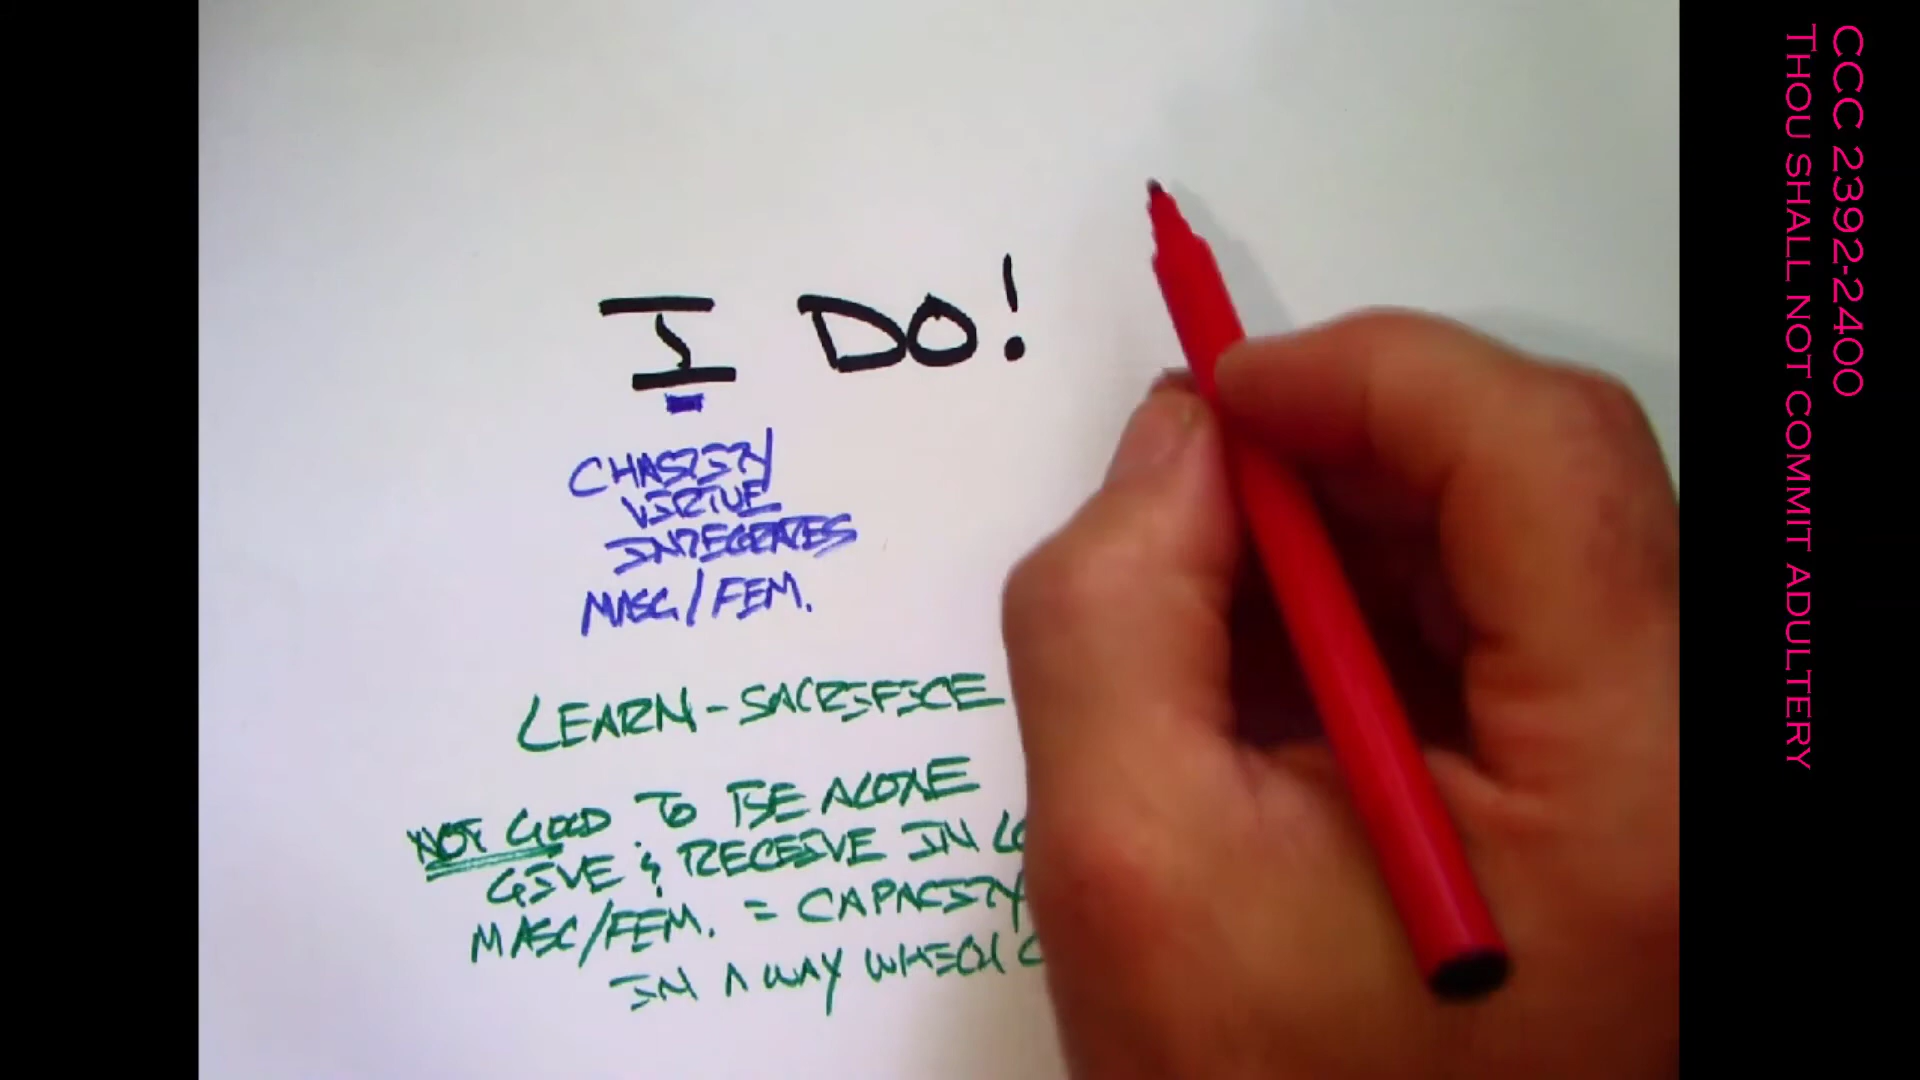 I DO!
CHASTITY
VIRTUE
INTEGRATES
MASC/FEM.
LEARN-SACRIFICE
NOT GOOD TO BE ALONE
GIVE & RECEIVE IN LO
MASC/FEM. = CAPACITY
IN A WAY WHICH C
CCC 2392-2400
THOU SHALL NOT COMMIT ADULTERY